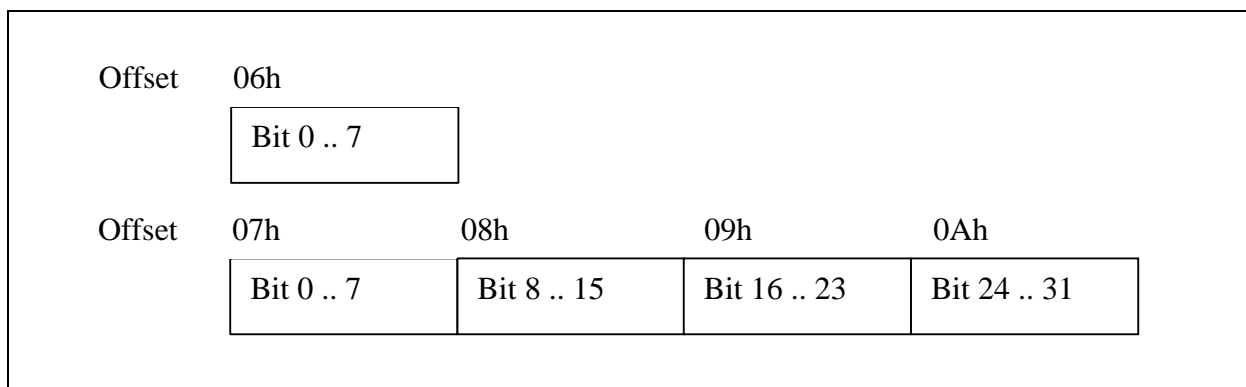 Offset 06h
Bit 0 .. 7
Offset 07h 08h 09h 0Ah
Bit 0 .. 7 Bit 8 .. 15 Bit 16 .. 23 Bit 24 .. 31